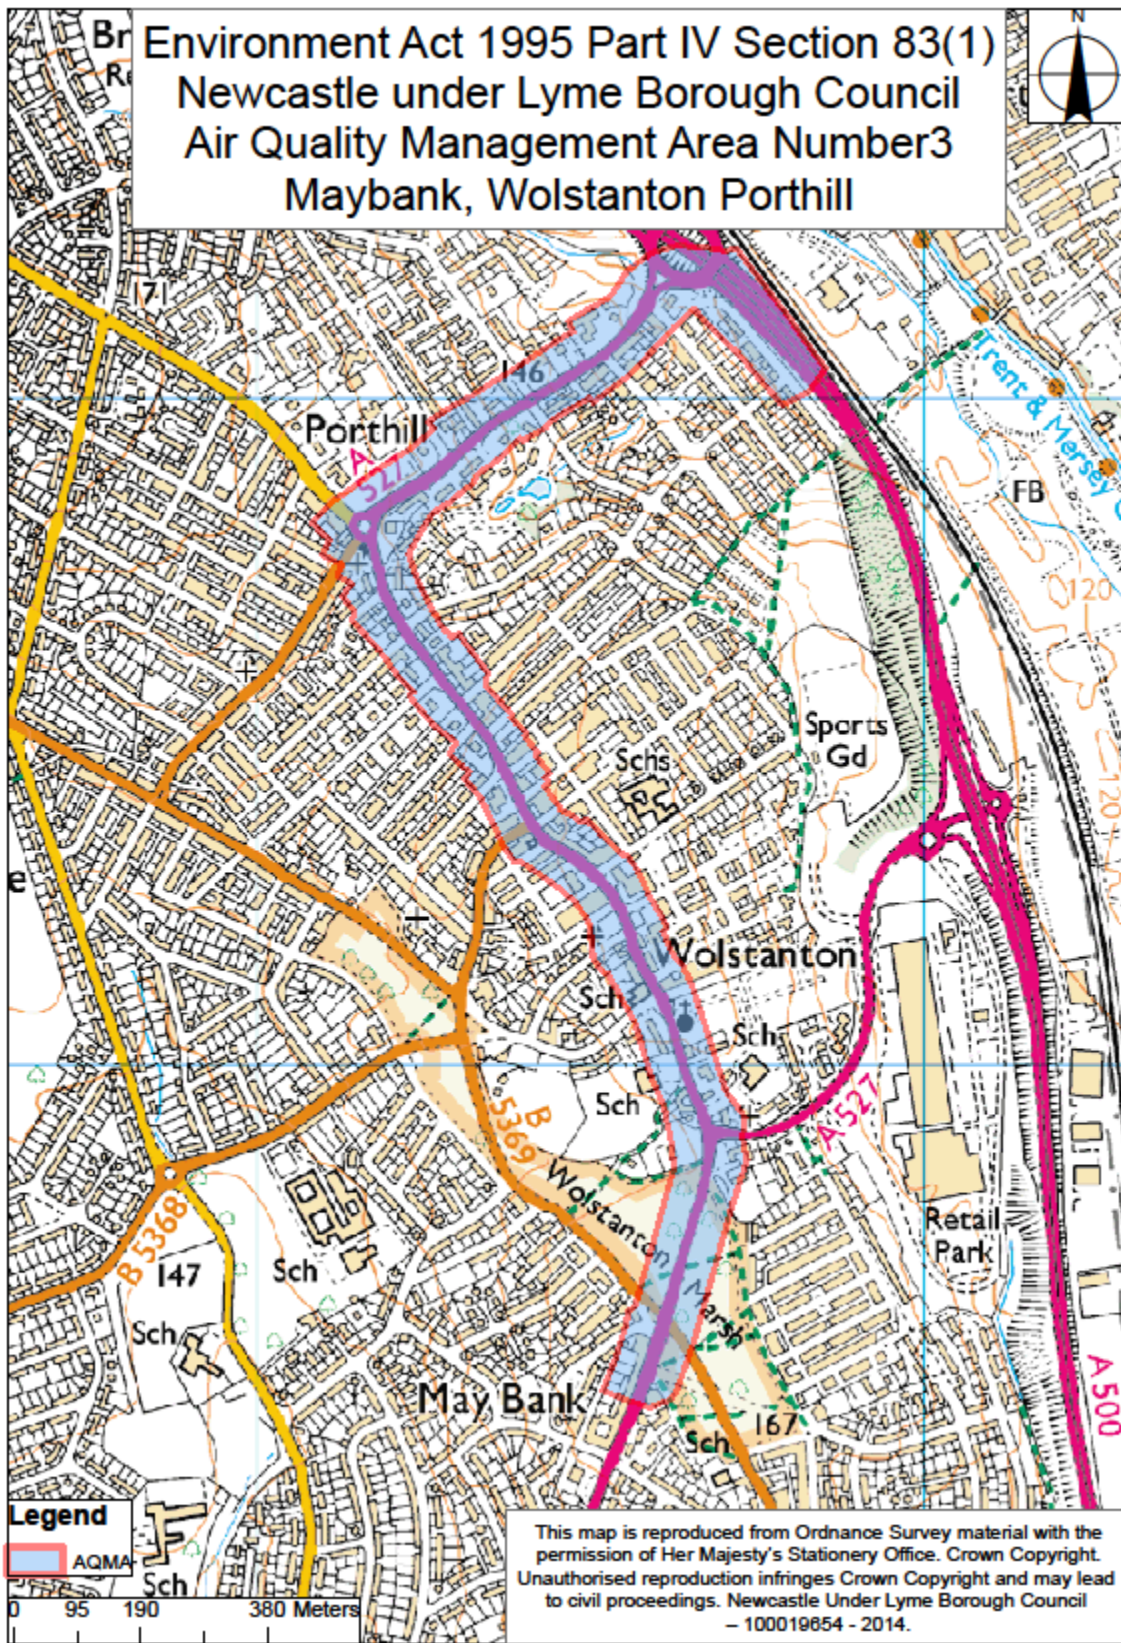 Environment Act 1995 Part IV Section 83(1)
Newcastle under Lyme Borough Council
Air Quality Management Area Number3
Maybank, Wolstanton Porthill
N
Br
171
146
Porthill
A
527
Trent & Mersey
FB
120
Sports
Gd
Schs
120
e
Wolstanton
Sch
Sch
Sch
A 527
B
5369
Wolstanton
Marsh
Retail
Park
B 5368
147
Sch
Sch
May Bank
167
Sch
A 500
Legend
AQMA
Sch
0 95 190 380 Meters
This map is reproduced from Ordnance Survey material with the
permission of Her Majesty's Stationery Office. Crown Copyright.
Unauthorised reproduction infringes Crown Copyright and may lead
to civil proceedings. Newcastle Under Lyme Borough Council
– 100019654 - 2014.